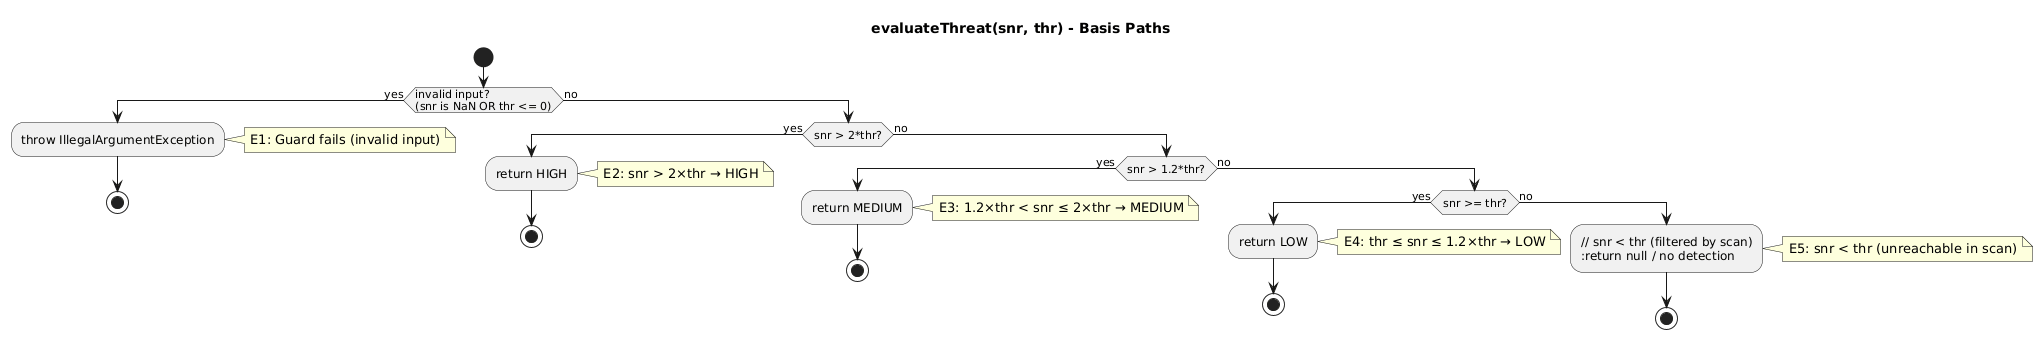 evaluateThreat(snr, thr) - Basis Paths
yes
invalid input?
(snr is NaN OR thr <= 0)
no
throw IllegalArgumentException
E1: Guard fails (invalid input)
yes
snr > 2*thr?
no
return HIGH
E2: snr > 2×thr → HIGH
yes
snr > 1.2*thr?
no
return MEDIUM
E3: 1.2×thr < snr ≤ 2×thr → MEDIUM
yes
snr >= thr?
no
return LOW
E4: thr ≤ snr ≤ 1.2×thr → LOW
// snr < thr (filtered by scan)
:return null / no detection
E5: snr < thr (unreachable in scan)